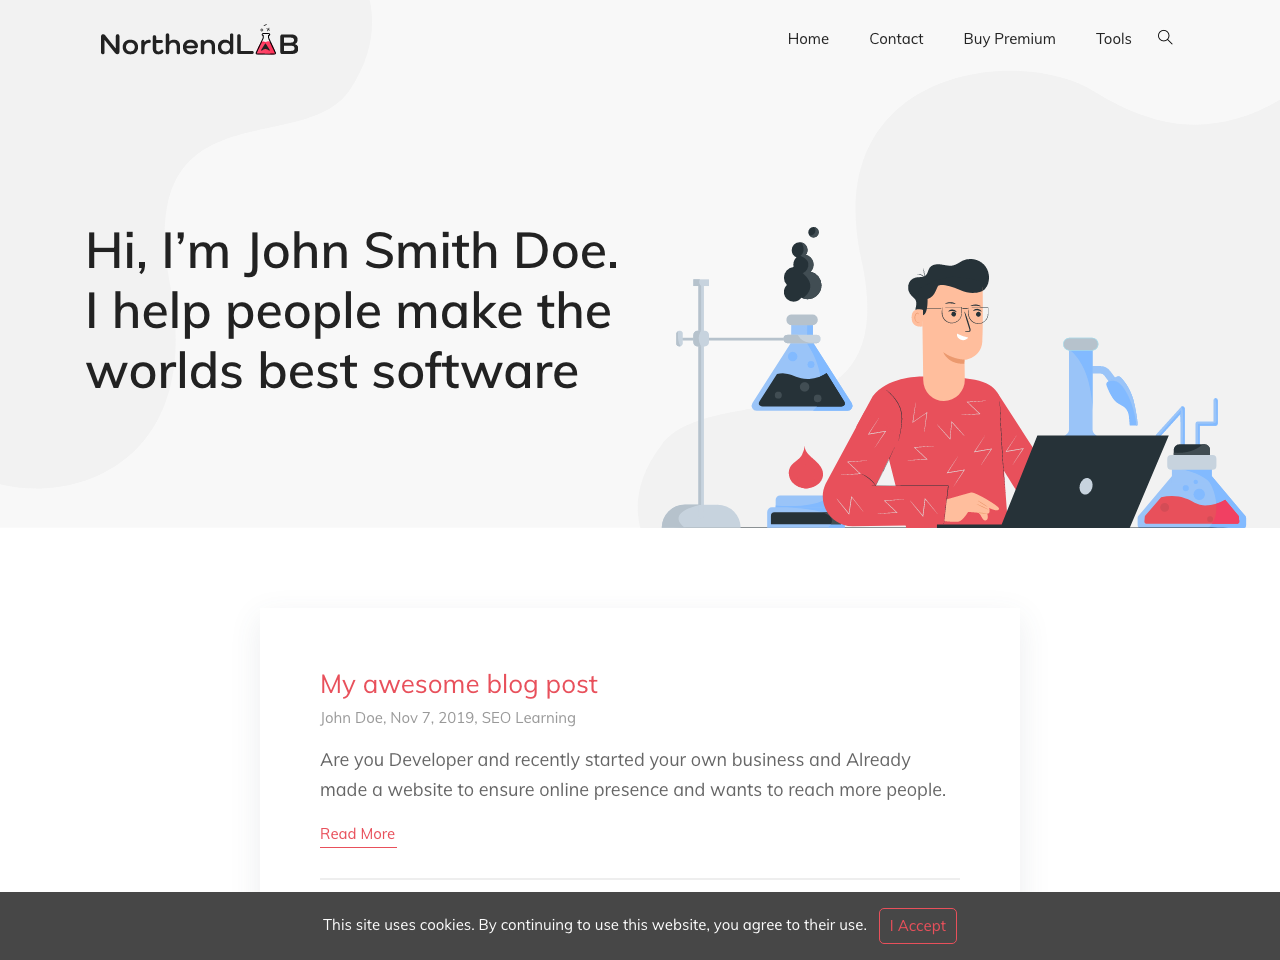 NorthendLAB
Home
Contact
Buy Premium
Tools
Hi, I’m John Smith Doe.
I help people make the
worlds best software
My awesome blog post
John Doe, Nov 7, 2019, SEO Learning
Are you Developer and recently started your own business and Already
made a website to ensure online presence and wants to reach more people.
Read More
This site uses cookies. By continuing to use this website, you agree to their use.
I Accept